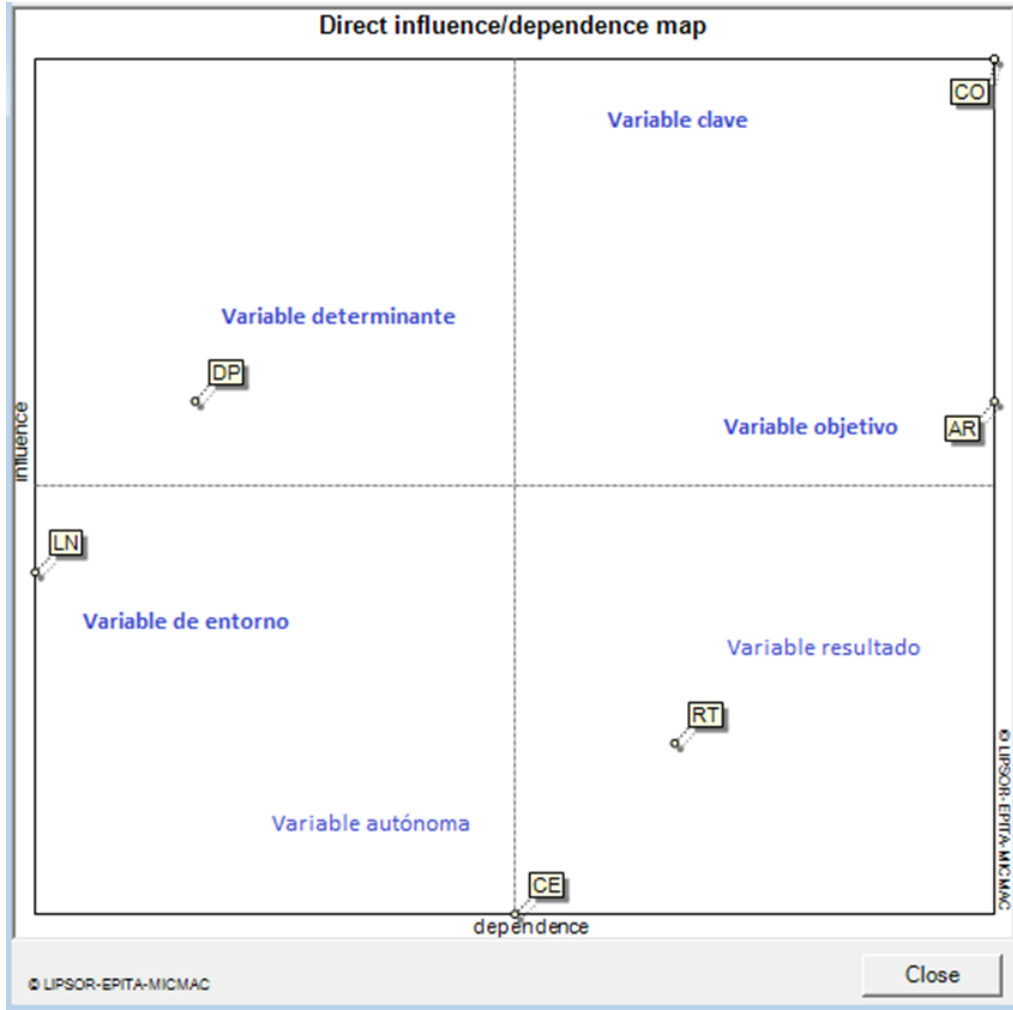 Direct influence/dependence map
CO
Variable clave
Variable determinante
DP
influence
Variable objetivo
AR
LN
Variable de entorno
Variable resultado
RT
© LIPSOR-EPITA-MICMAC
Variable autónoma
CE
dependence
© LIPSOR-EPITA-MICMAC
Close